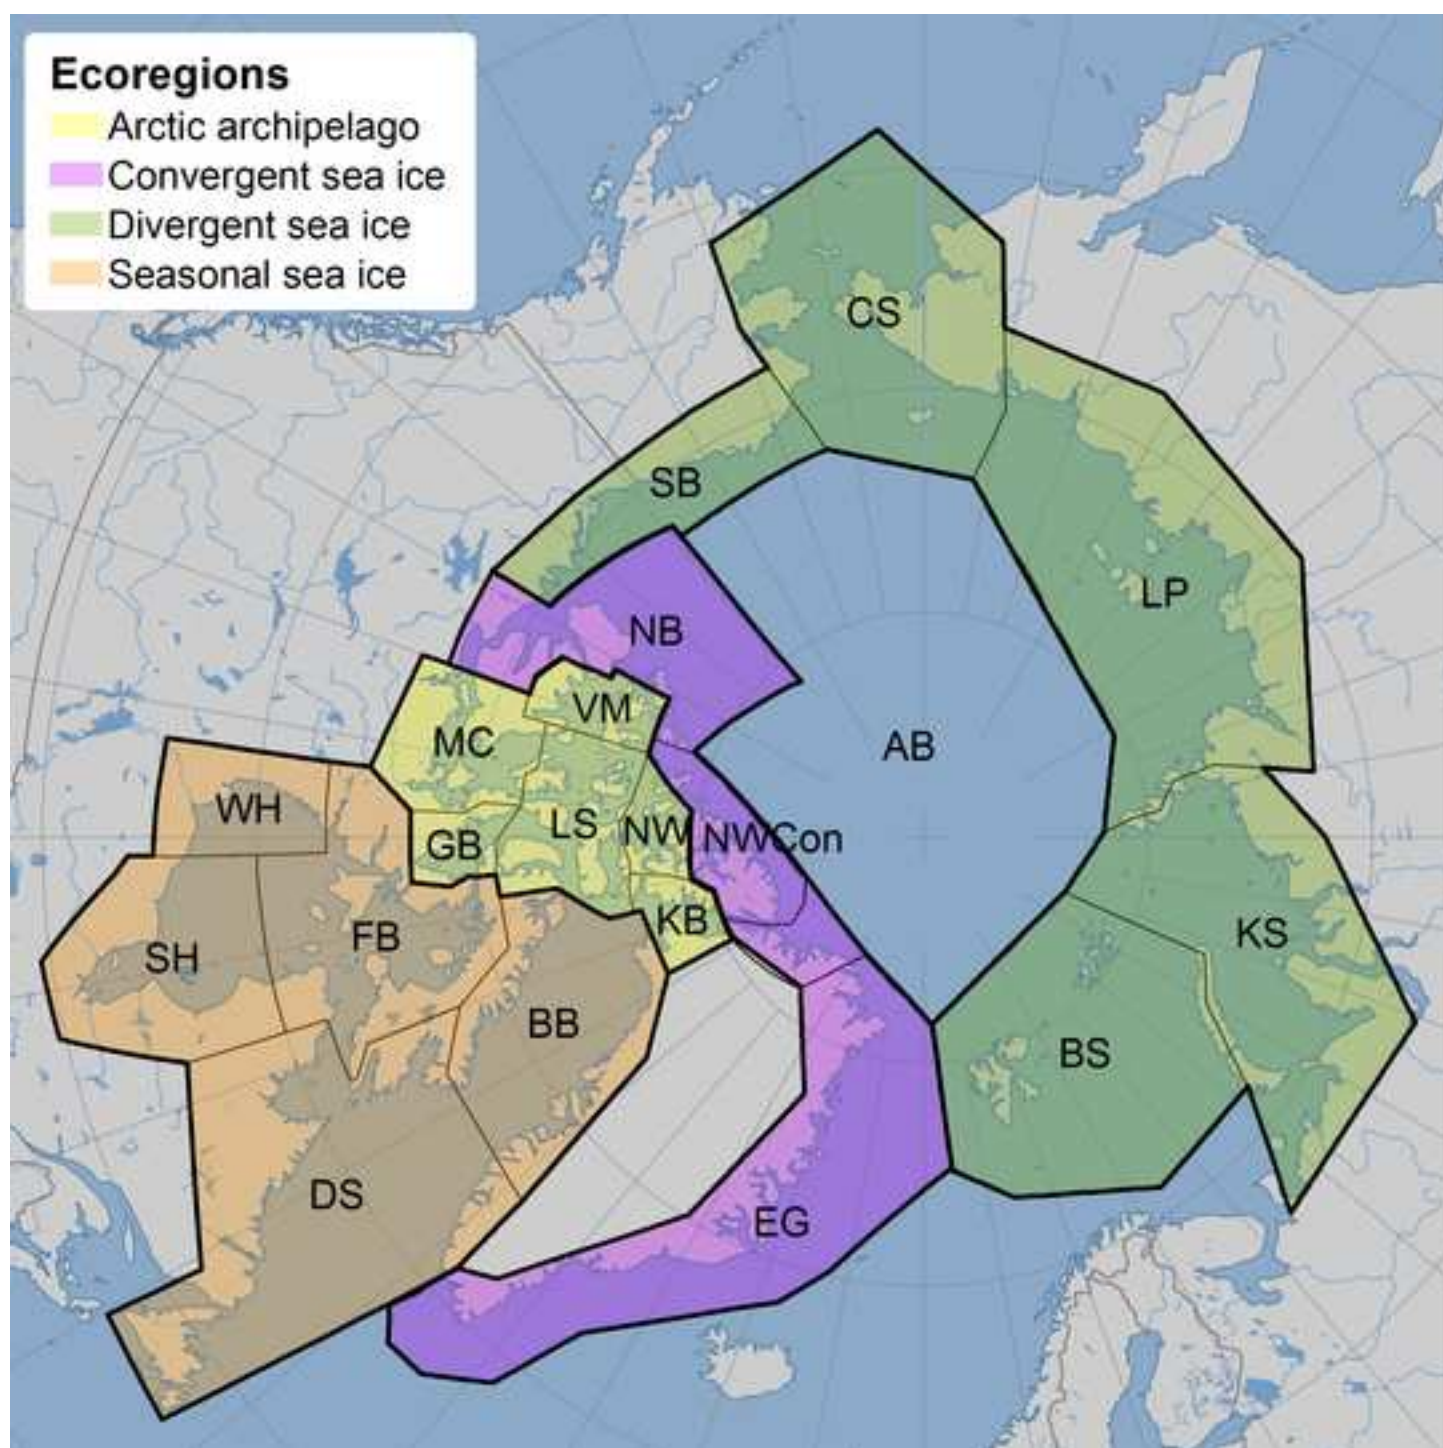 Ecoregions
Arctic archipelago
Convergent sea ice
Divergent sea ice
Seasonal sea ice
CS
SB
LP
NB
VM
MC
AB
WH
GB
LS
NW
NWCon
KB
FB
SH
KS
BB
BS
DS
EG